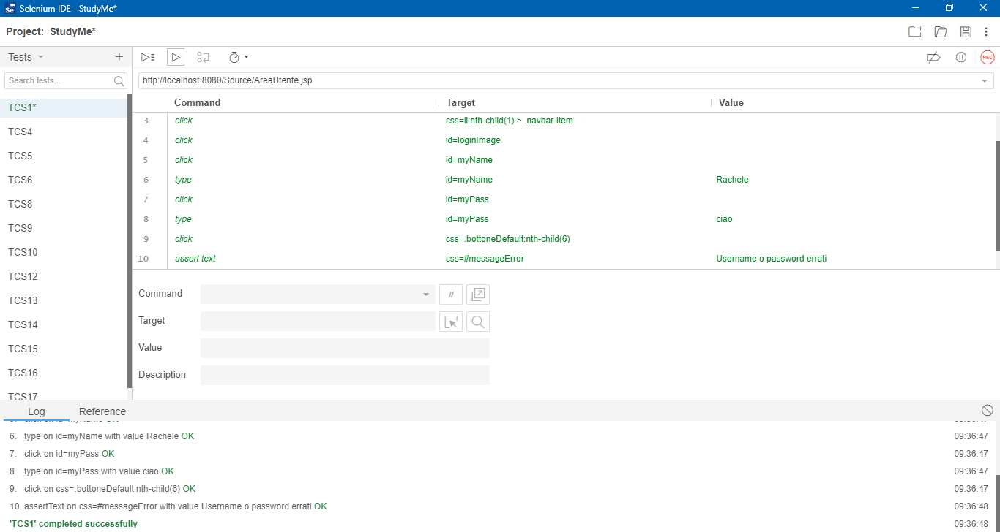 Selenium IDE - StudyMe*
Project: StudyMe*
Tests
Search tests...
http://localhost:8080/Source/AreaUtente.jsp
REC
TCS1*
TCS4
TCS5
TCS6
TCS8
TCS9
TCS10
TCS12
TCS13
TCS14
TCS15
TCS16
TCS17
Command Target Value
3 click css=li:nth-child(1) > .navbar-item
4 click id=loginImage
5 click id=myName
6 type id=myName Rachele
7 click id=myPass
8 type id=myPass ciao
9 click css=.bottoneDefault:nth-child(6)
10 assert text css=#messageError Username o password errati
Command //
Target
Value
Description
Log Reference
6. type on id=myName with value Rachele OK 09:36:47
7. click on id=myPass OK 09:36:47
8. type on id=myPass with value ciao OK 09:36:47
9. click on css=.bottoneDefault:nth-child(6) OK 09:36:47
10. assertText on css=#messageError with value Username o password errati OK 09:36:48
'TCS1' completed successfully 09:36:48